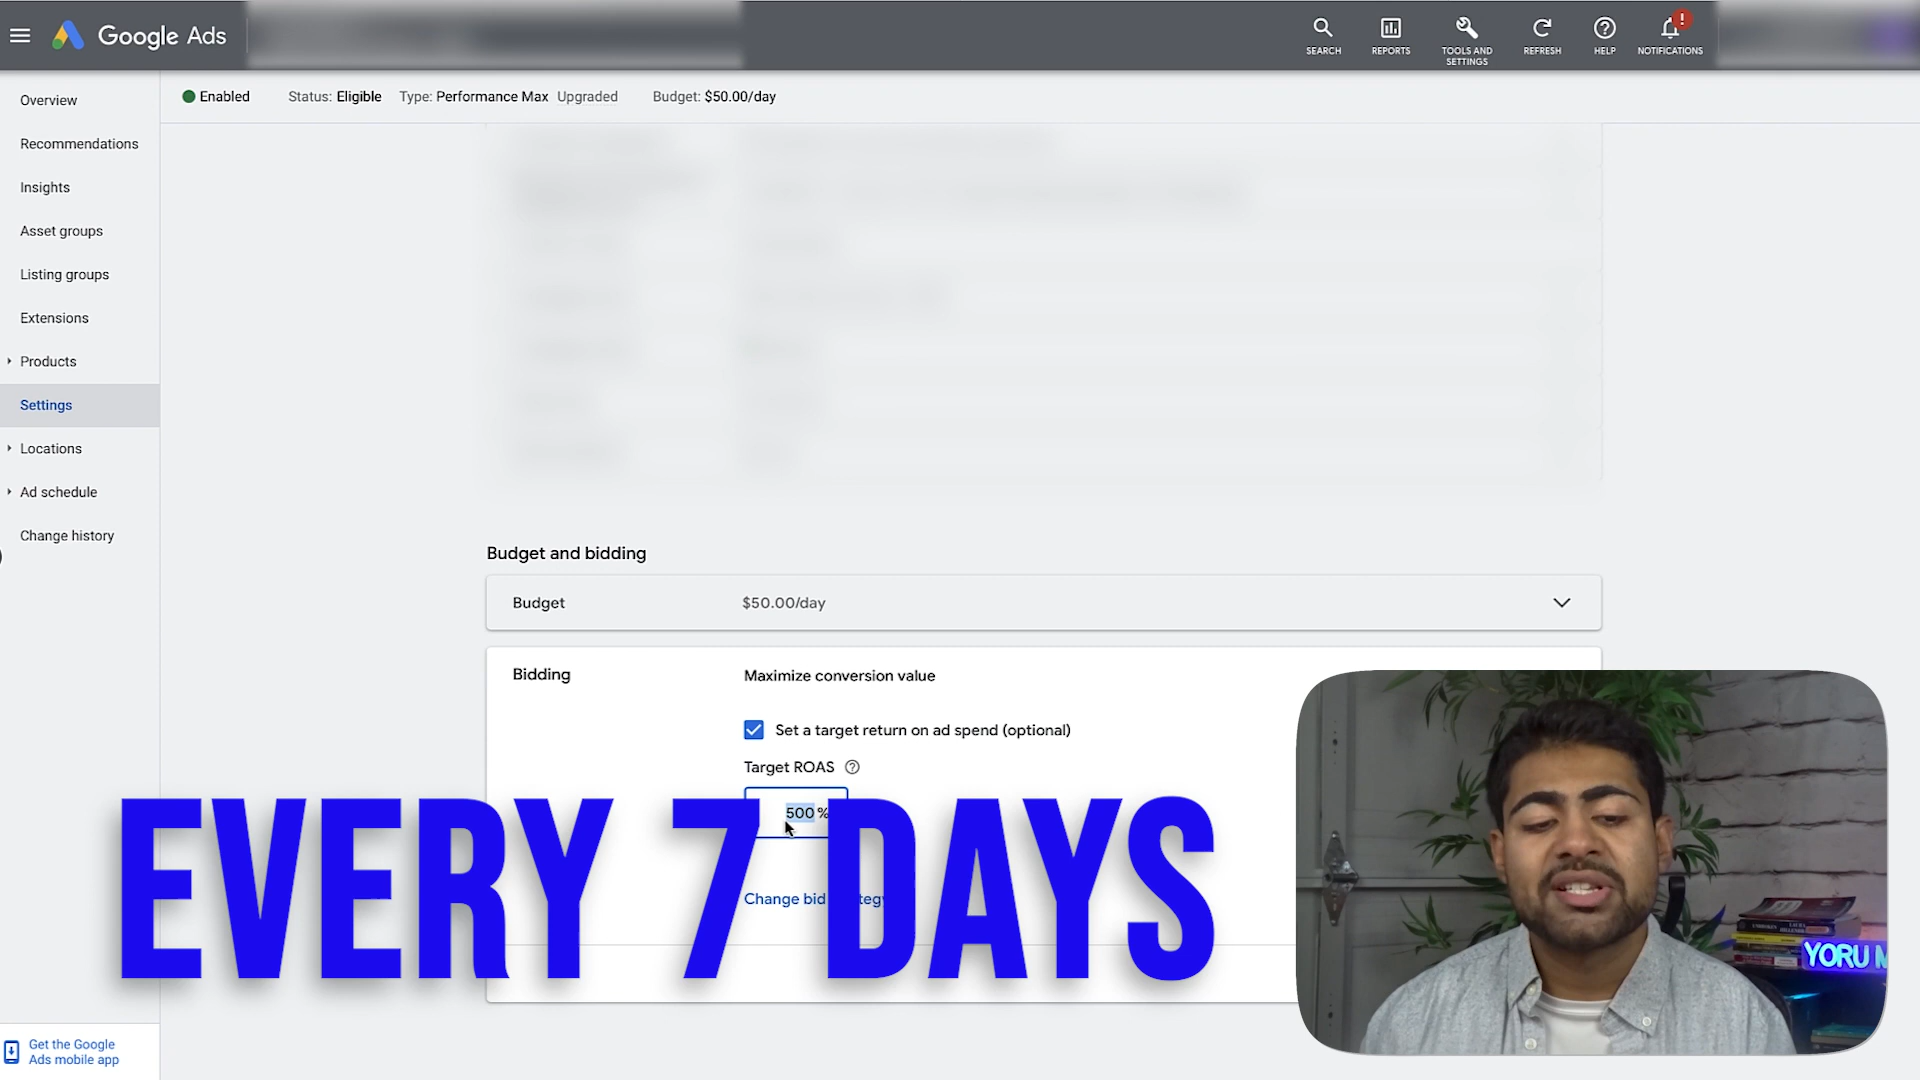 Google Ads
SEARCH
REPORTS
TOOLS AND
SETTINGS
REFRESH
HELP
!
NOTIFICATIONS
Overview
Recommendations
Insights
Asset groups
Listing groups
Extensions
Products
Settings
Locations
Ad schedule
Change history
Get the Google
Ads mobile app
Enabled
Status: Eligible
Type: Performance Max Upgraded
Budget: $50.00/day
Budget and bidding
Budget
$50.00/day
Bidding
Maximize conversion value
Set a target return on ad spend (optional)
Target ROAS ?
500 %
EVERY 7 DAYS
Change bid
YORU M